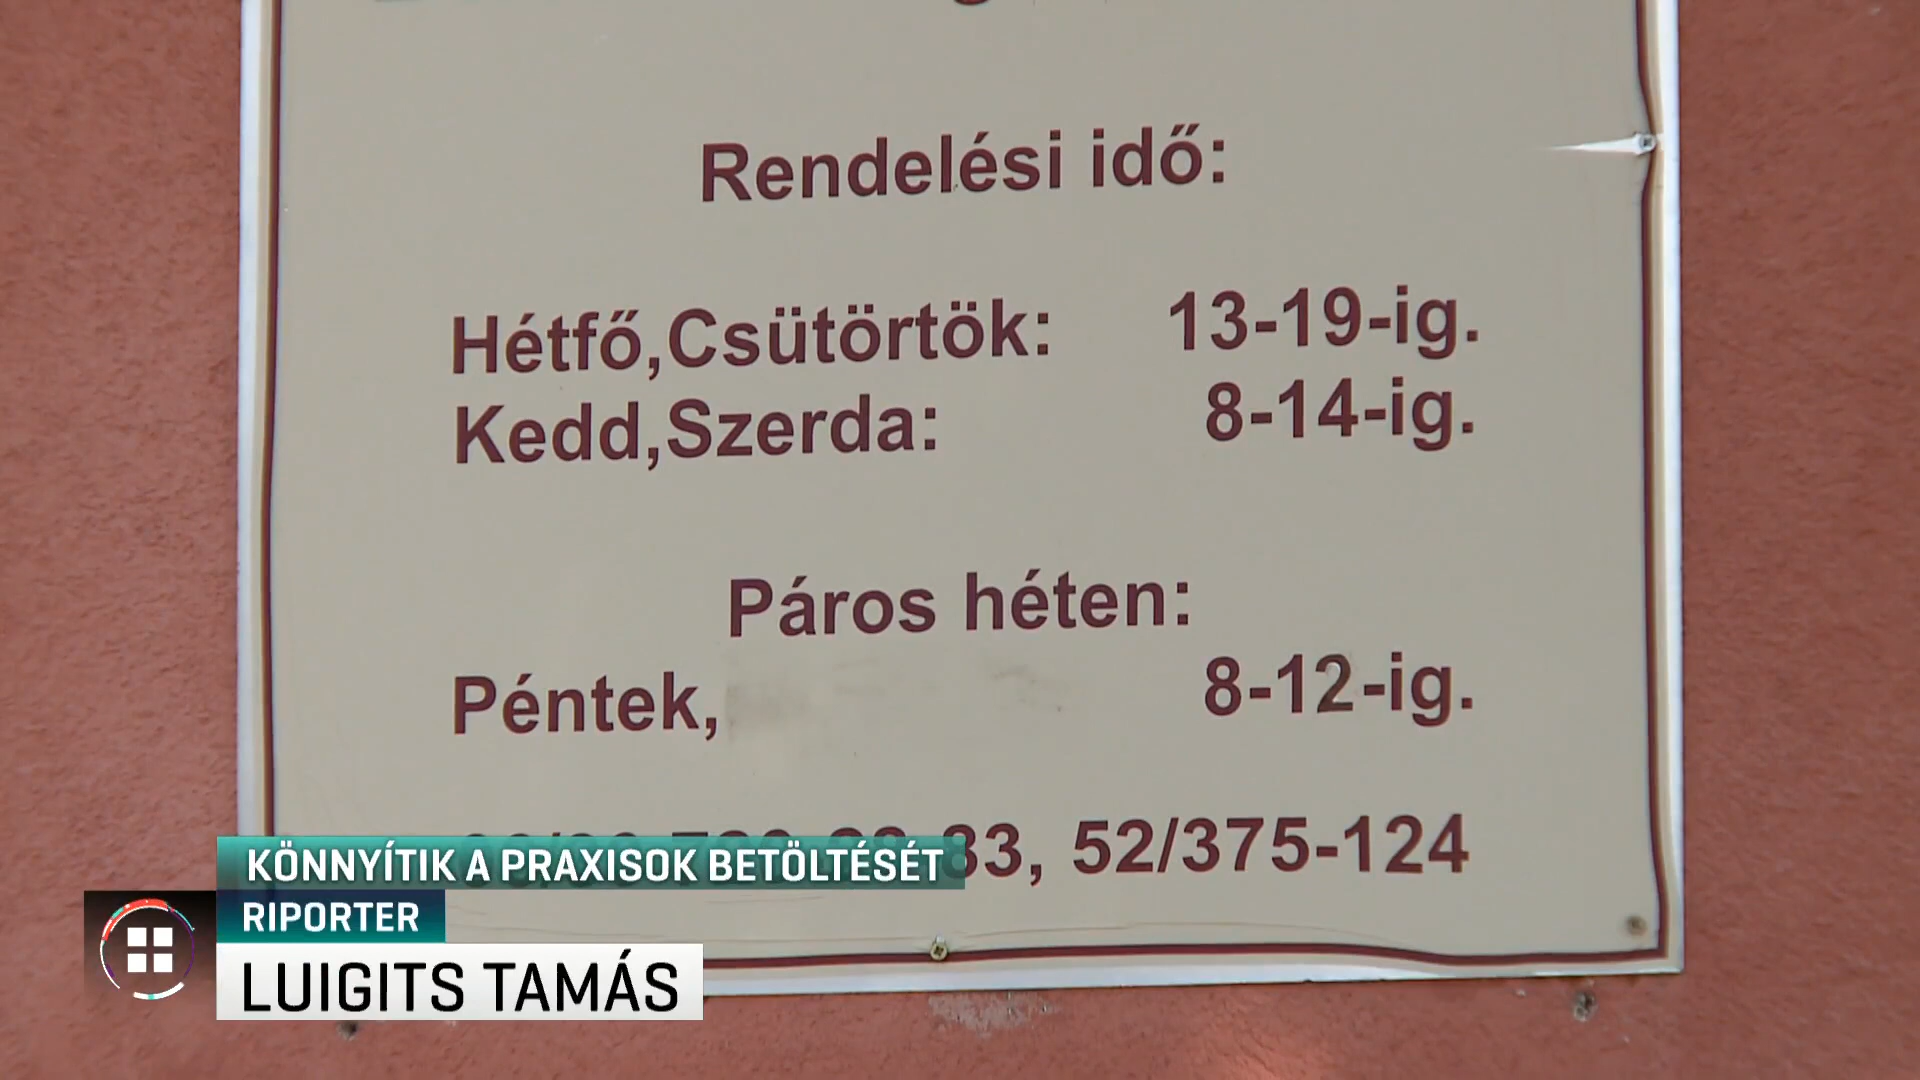 Rendelési idő:
Hétfő,Csütörtök: 13-19-ig.
Kedd,Szerda: 8-14-ig.
Páros héten:
Péntek, 8-12-ig.
52/375-124
KÖNNYÍTIK A PRAXISOK BETÖLTÉSÉT
RIPORTER
LUIGITS TAMÁS